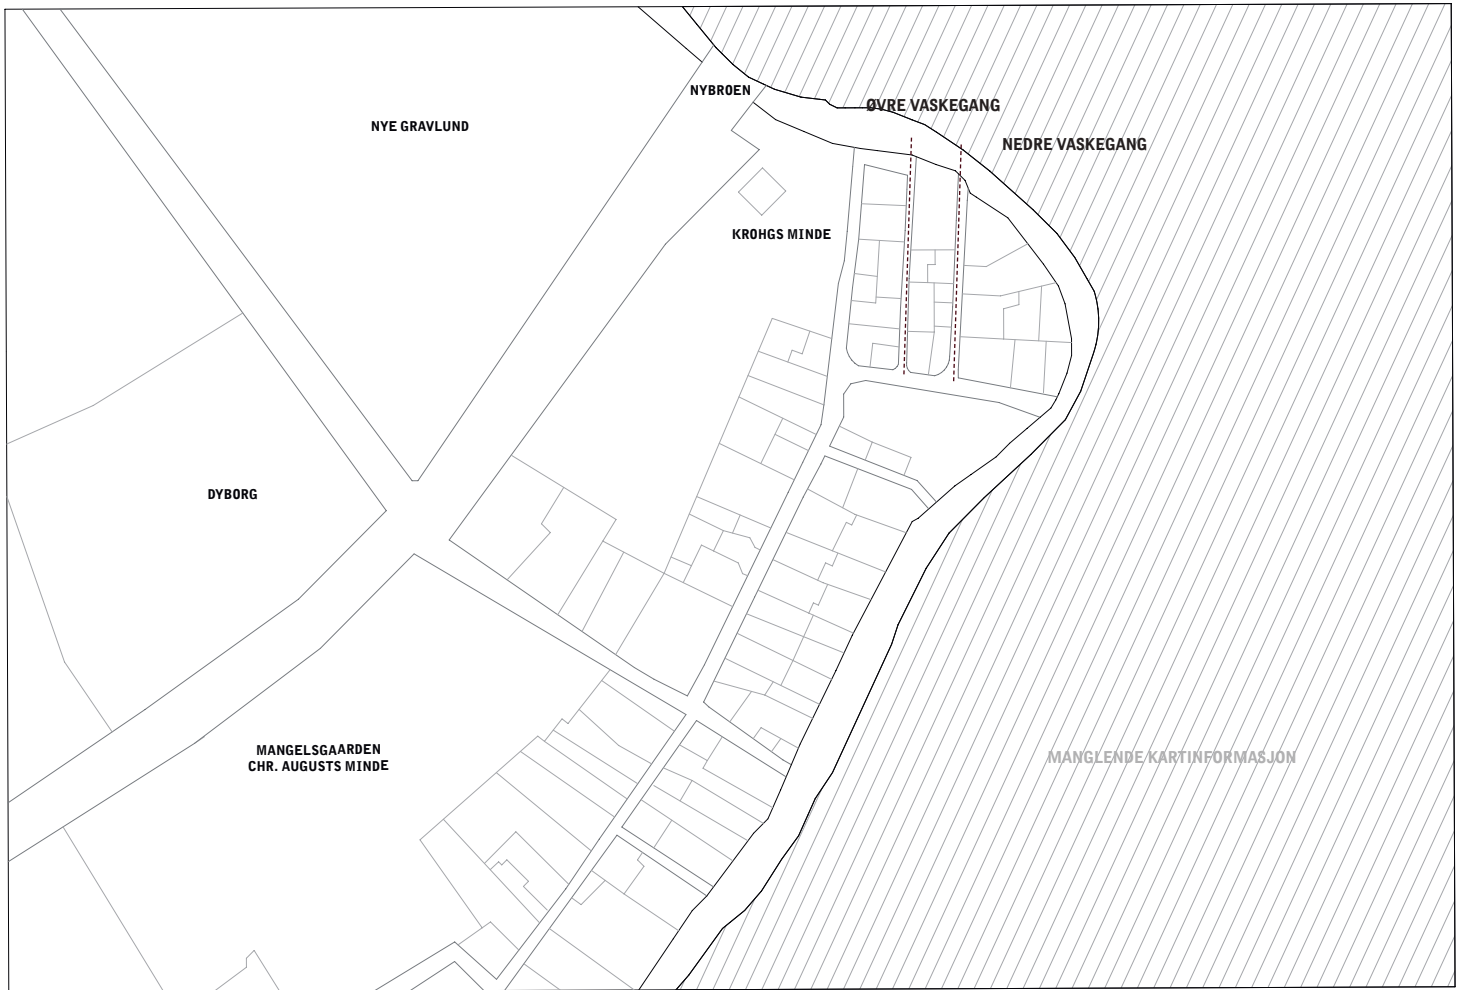 NYBROEN
ØVRE VASKEGANG
NYE GRAVLUND
NEDRE VASKEGANG
KROHGS MINDE
DYBORG
MANGELSGAARDEN
CHR. AUGUSTS MINDE
MANGLENDE KARTINFORMASJON